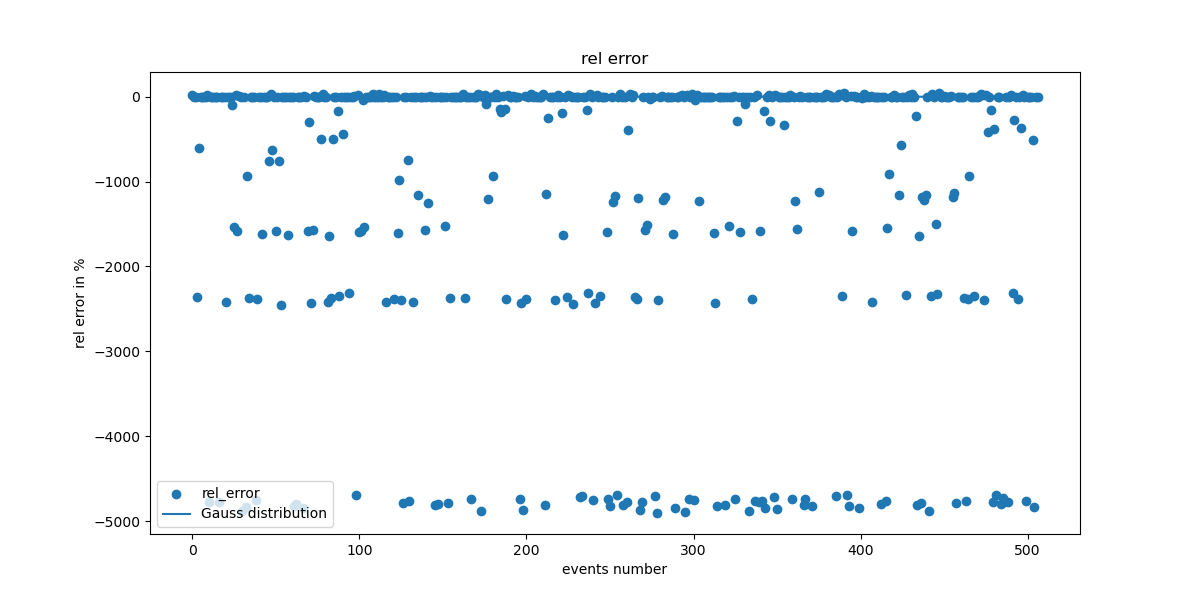 rel error
0
−1000
−2000
−3000
−4000
−5000
rel error in %
rel_error
Gauss distribution
0 100 200 300 400 500
events number